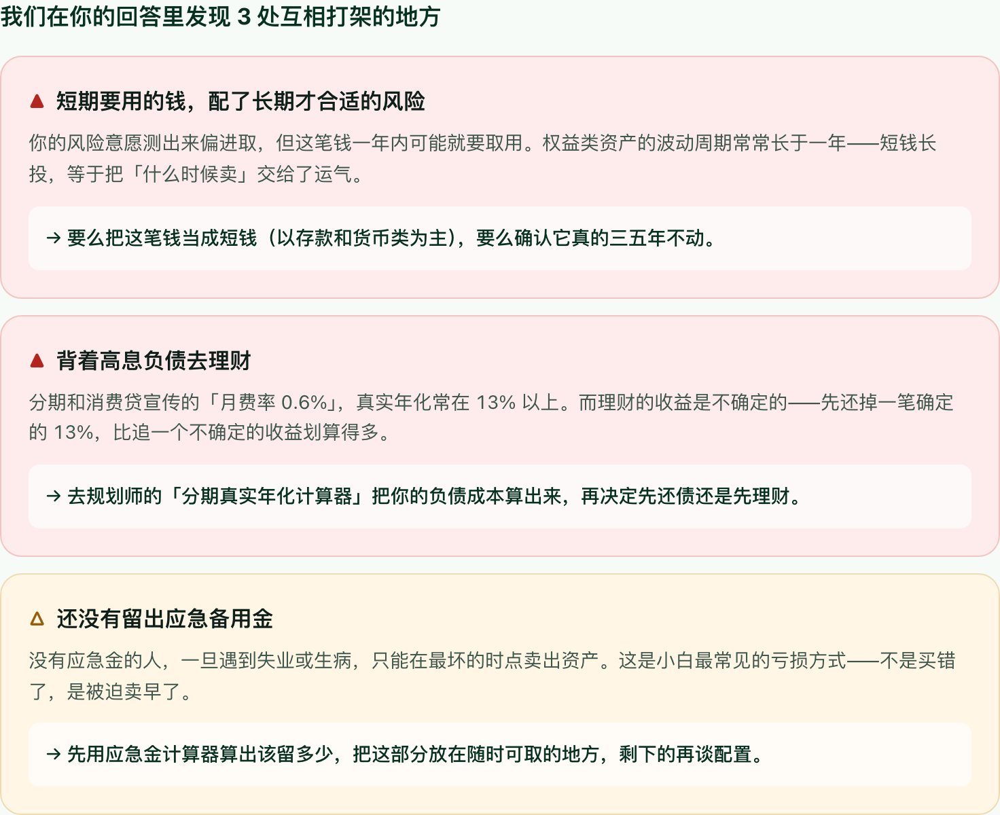 我们在你的回答里发现 3 处互相打架的地方
短期要用的钱，配了长期才合适的风险
你的风险意愿测出来偏进取，但这笔钱一年内可能就要取用。权益类资产的波动周期常常长于一年——短钱长
投，等于把「什么时候卖」交给了运气。
→ 要么把这笔钱当成短钱（以存款和货币类为主），要么确认它真的三五年不动。
背着高息负债去理财
分期和消费贷宣传的「月费率 0.6%」，真实年化常在 13% 以上。而理财的收益是不确定的——先还掉一笔确定
的 13%，比追一个不确定的收益划算得多。
→ 去规划师的「分期真实年化计算器」把你的负债成本算出来，再决定先还债还是先理财。
还没有留出应急备用金
没有应急金的人，一旦遇到失业或生病，只能在最坏的时点卖出资产。这是小白最常见的亏损方式——不是买错
了，是被迫卖早了。
→ 先用应急金计算器算出该留多少，把这部分放在随时可取的地方，剩下的再谈配置。